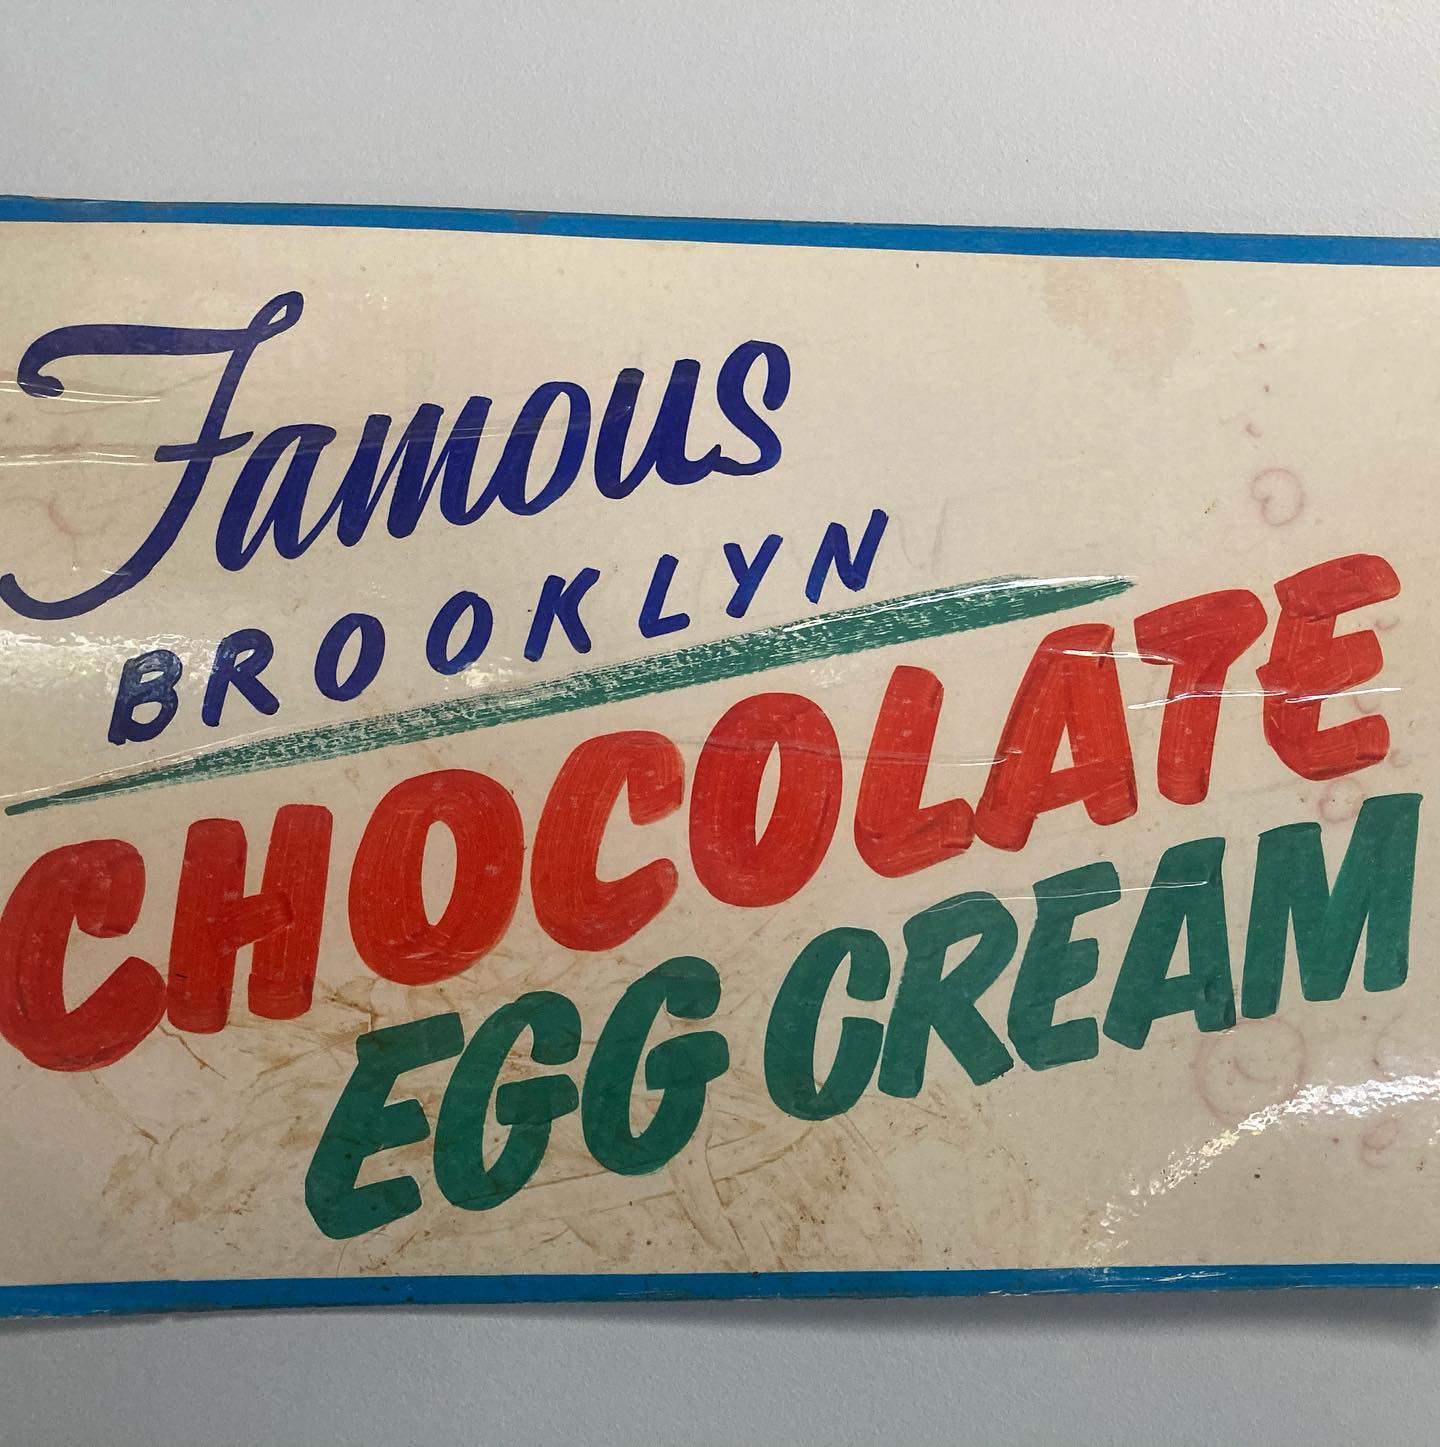 Famous
BROOKLYN
CHOCOLATE
EGG CREAM